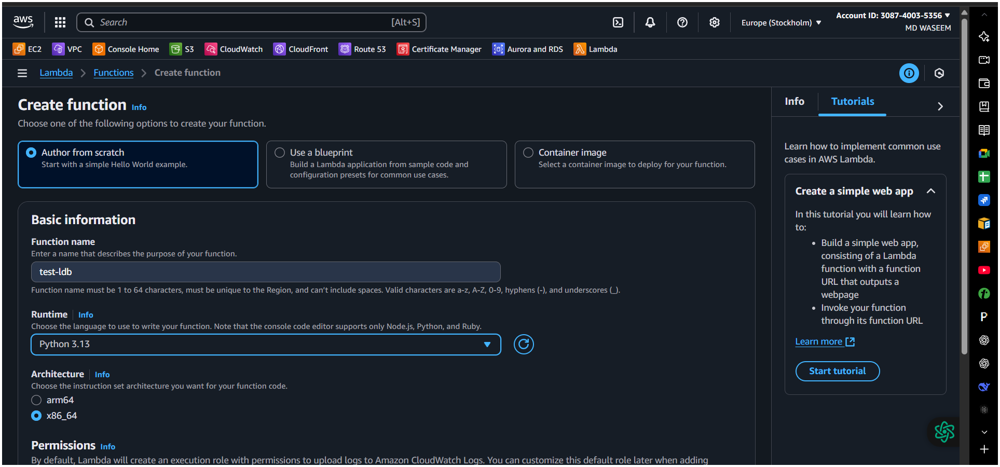 aws
Search
[Alt+S]
Europe (Stockholm)
Account ID: 3087-4003-5356
MD WASEEM
EC2
VPC
Console Home
S3
CloudWatch
CloudFront
Route 53
Certificate Manager
Aurora and RDS
Lambda
Lambda
Functions
Create function
Create function
Info
Choose one of the following options to create your function.
Author from scratch
Start with a simple Hello World example.
Use a blueprint
Build a Lambda application from sample code and
configuration presets for common use cases.
Container image
Select a container image to deploy for your function.
Basic information
Function name
Enter a name that describes the purpose of your function.
test-ldb
Function name must be 1 to 64 characters, must be unique to the Region, and can’t include spaces. Valid characters are a-z, A-Z, 0-9, hyphens (-), and underscores (_).
Runtime
Info
Choose the language to use to write your function. Note that the console code editor supports only Node.js, Python, and Ruby.
Python 3.13
Architecture
Info
Choose the instruction set architecture you want for your function code.
arm64
x86_64
Permissions
Info
By default, Lambda will create an execution role with permissions to upload logs to Amazon CloudWatch Logs. You can customize this default role later when adding
Info
Tutorials
Learn how to implement common use
cases in AWS Lambda.
Create a simple web app
In this tutorial you will learn how
to:
• Build a simple web app,
consisting of a Lambda
function with a function
URL that outputs a
webpage
• Invoke your function
through its function URL
Learn more
Start tutorial
P